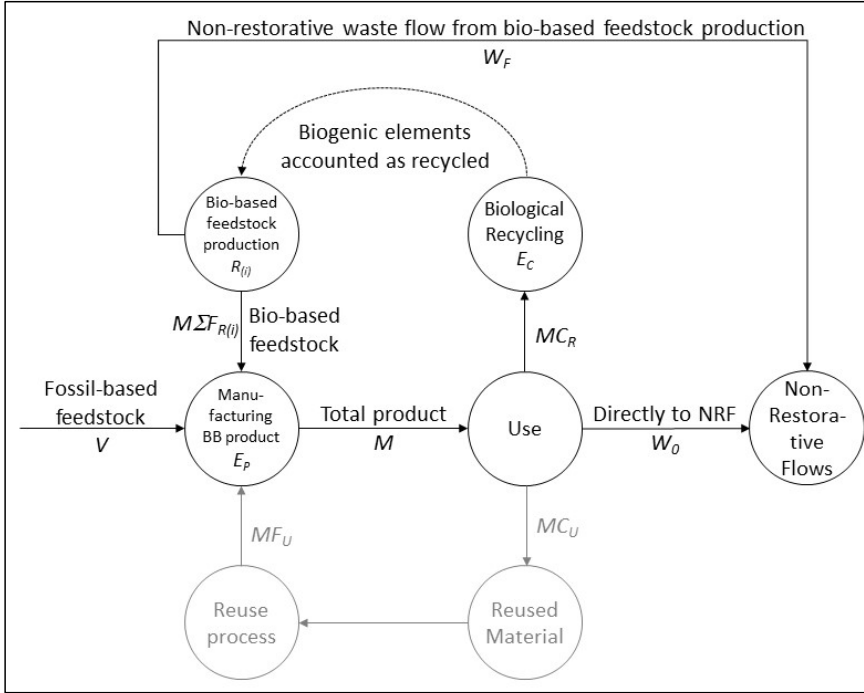 Non-restorative waste flow from bio-based feedstock production
W_F
Biogenic elements
accounted as recycled
Bio-based
feedstock
production
R_(i)
Biological
Recycling
E_C
MΣF_R(i)
Bio-based
feedstock
MC_R
Fossil-based
feedstock
V
Manu-
facturing
BB product
E_P
Total product
M
Use
Directly to NRF
W_0
Non-
Restora-
tive
Flows
MF_U
MC_U
Reuse
process
Reused
Material